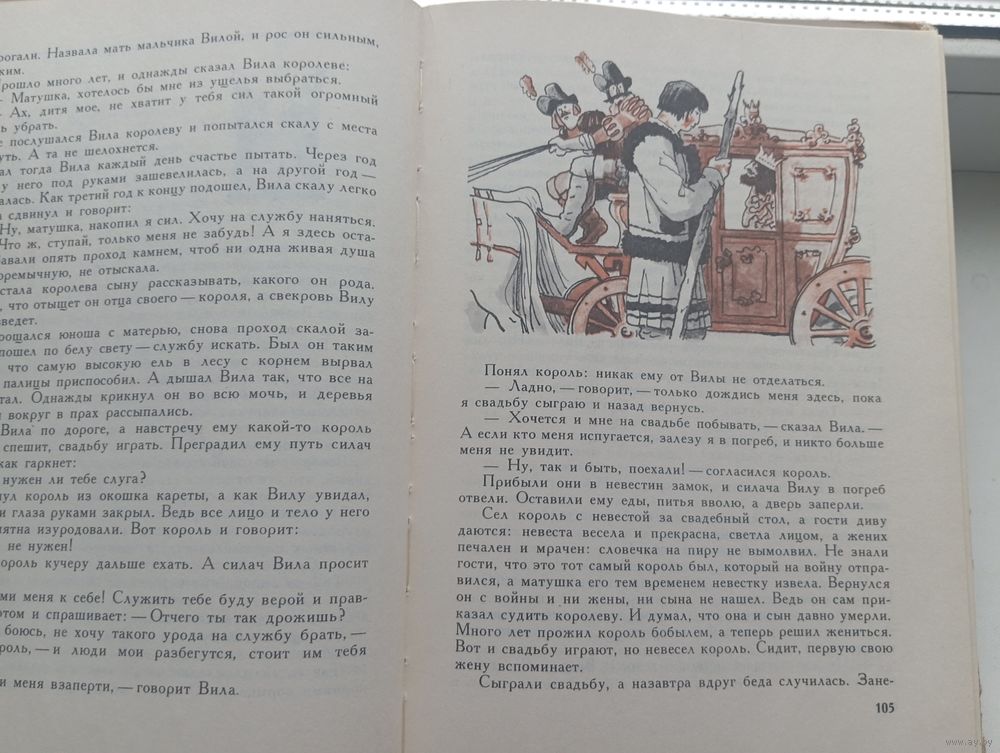 рогали. Назвала мать мальчика Вилой, и рос он сильным,
ким.
Прошло много лет, и однажды сказал Вила королеве:
— Матушка, хотелось бы мне из ущелья выбраться.
— Ах, дитя мое, не хватит у тебя сил такой огромный
ь убрать.
е послушался Вила королеву и попытался скалу с места
уть. А та не шелохнется.
ал тогда Вила каждый день счастье пытать. Через год
у него под руками зашевелилась, а на другой год —
алась. Как третий год к концу подошел, Вила скалу легко
а сдвинул и говорит:
Ну, матушка, накопил я сил. Хочу на службу наняться.
Что ж, ступай, только меня не забудь! А я здесь оста-
бавали опять проход камнем, чтоб ни одна живая душа
оремычную, не отыскала.
стала королева сыну рассказывать, какого он рода.
, что отыщет он отца своего — короля, а свекровь Вилу
зведет.
рощался юноша с матерью, снова проход скалой за-
пошел по белу свету — службу искать. Был он таким
что самую высокую ель в лесу с корнем вырвал
палицы приспособил. А дышал Вила так, что все на
тал. Однажды крикнул он во всю мочь, и деревья
и вокруг в прах рассыпались.
Вила по дороге, а навстречу ему какой-то король
спешит, свадьбу играть. Преградил ему путь силач
как гаркнет:
нужен ли тебе слуга?
нул король из окошка кареты, а как Вилу увидал,
и глаза руками закрыл. Ведь все лицо и тело у него
мятна изуродовали. Вот король и говорит:
не нужен!
король кучеру дальше ехать. А силач Вила просит
ми меня к себе! Служить тебе буду верой и прав-
отом и спрашивает: — Отчего ты так дрожишь?
боюсь, не хочу такого урода на службу брать, —
роль, — и люди мои разбегутся, стоит им тебя
и меня взаперти, — говорит Вила.
Понял король: никак ему от Вилы не отделаться.
— Ладно, — говорит, — только дождись меня здесь, пока
я свадьбу сыграю и назад вернусь.
— Хочется и мне на свадьбе побывать, — сказал Вила. —
А если кто меня испугается, залезу я в погреб, и никто больше
меня не увидит.
— Ну, так и быть, поехали! — согласился король.
Прибыли они в невестин замок, и силача Вилу в погреб
отвели. Оставили ему еды, питья вволю, а дверь заперли.
Сел король с невестой за свадебный стол, а гости диву
даются: невеста весела и прекрасна, светла лицом, а жених
печален и мрачен: словечка на пиру не вымолвил. Не знали
гости, что это тот самый король был, который на войну отпра-
вился, а матушка его тем временем невестку извела. Вернулся
он с войны и ни жены, ни сына не нашел. Ведь он сам при-
казал судить королеву. И думал, что она и сын давно умерли.
Много лет прожил король бобылем, а теперь решил жениться.
Вот и свадьбу играют, но невесел король. Сидит, первую свою
жену вспоминает.
Сыграли свадьбу, а назавтра вдруг беда случилась. Зане-
105
www.ay.by